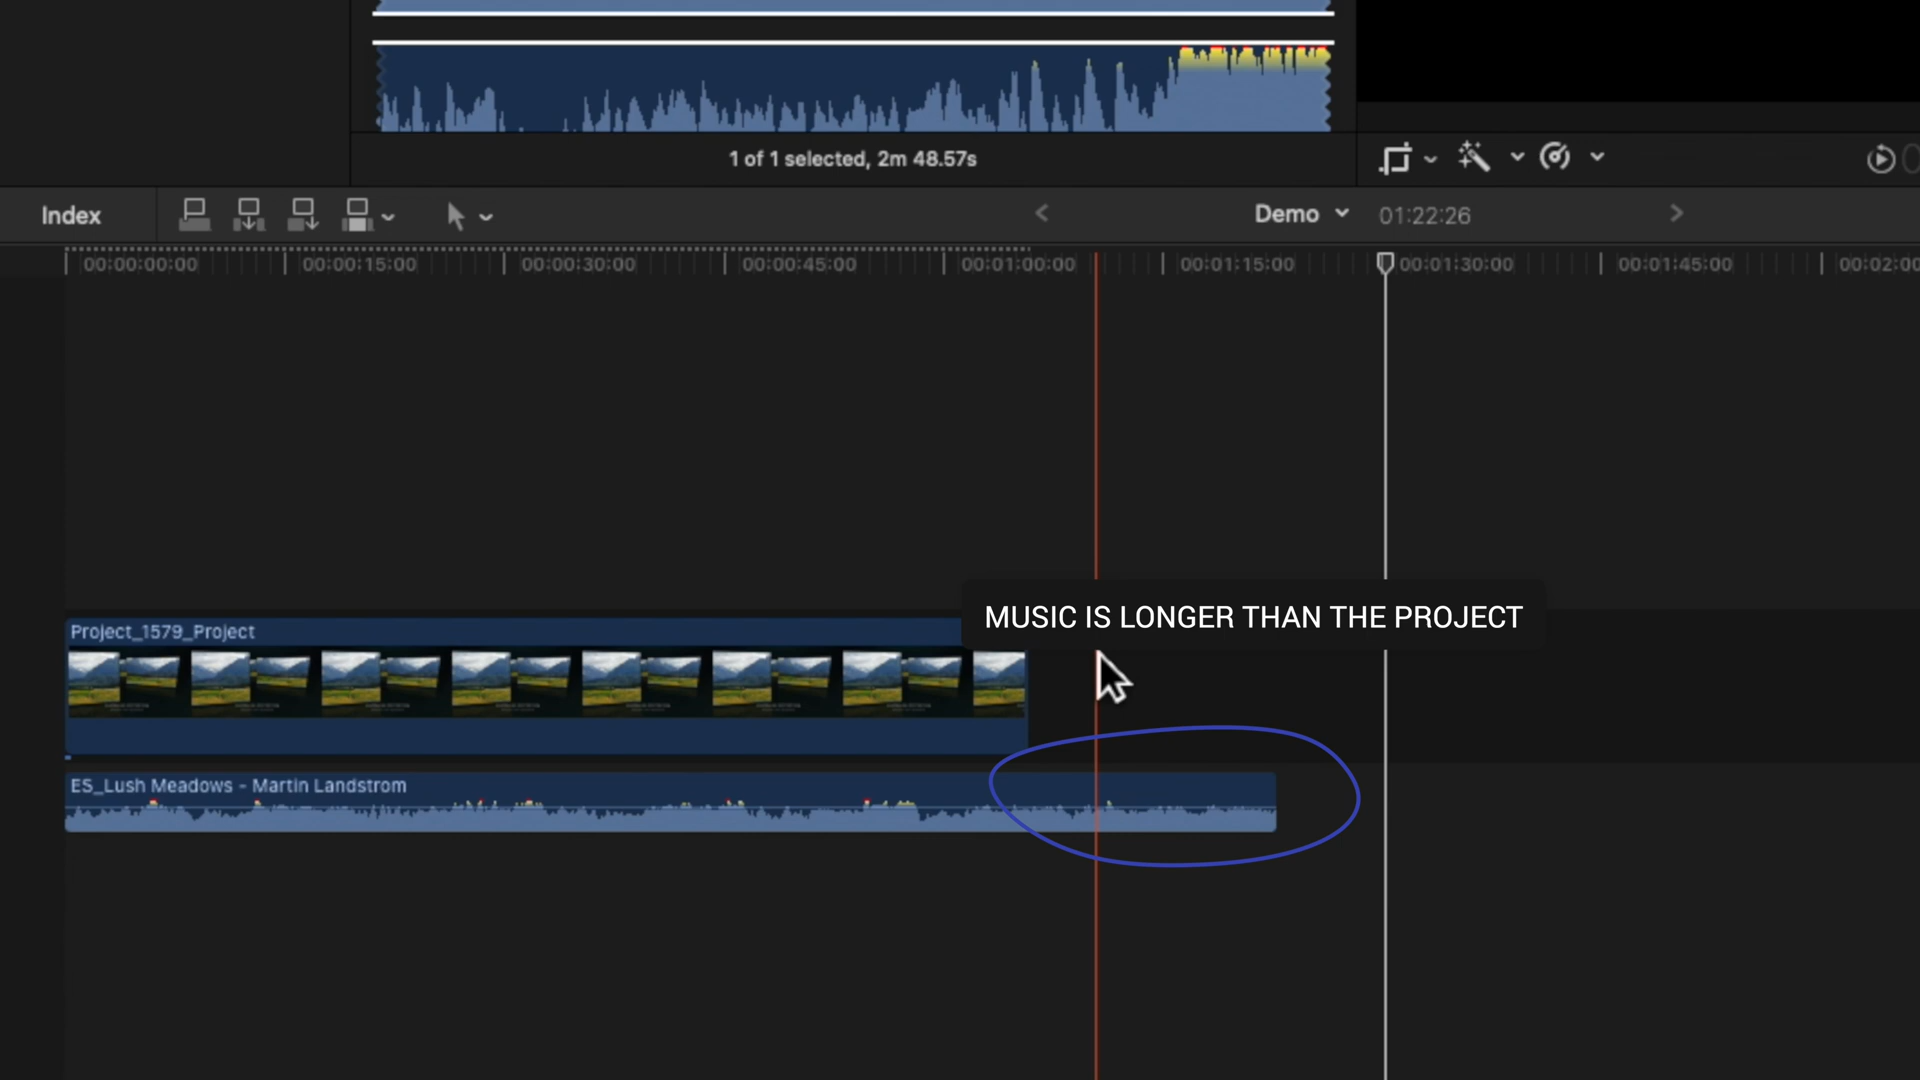 1 of 1 selected, 2m 48.57s
Index
Demo
01:22:26
00:00:00:00
00:00:15:00
00:00:30:00
00:00:45:00
00:01:00:00
00:01:15:00
00:01:30:00
00:01:45:00
00:02:00
MUSIC IS LONGER THAN THE PROJECT
Project_1579_Project
ES_Lush Meadows - Martin Landstrom